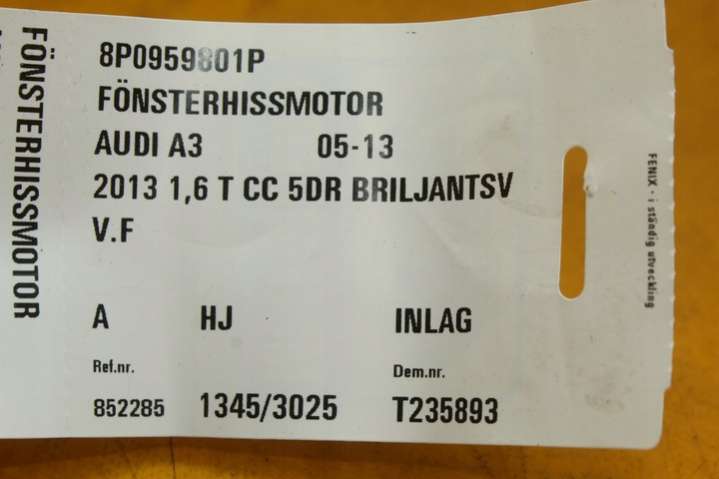 FÖNSTERHISSMOTOR
8P0959801P
FÖNSTERHISSMOTOR
AUDI A3 05-13
2013 1,6 T CC 5DR BRILJANTSV
V.F
A HJ INLAG
Ref.nr. Dem.nr.
852285 1345/3025 T235893
FENIX - i ständig utveckling